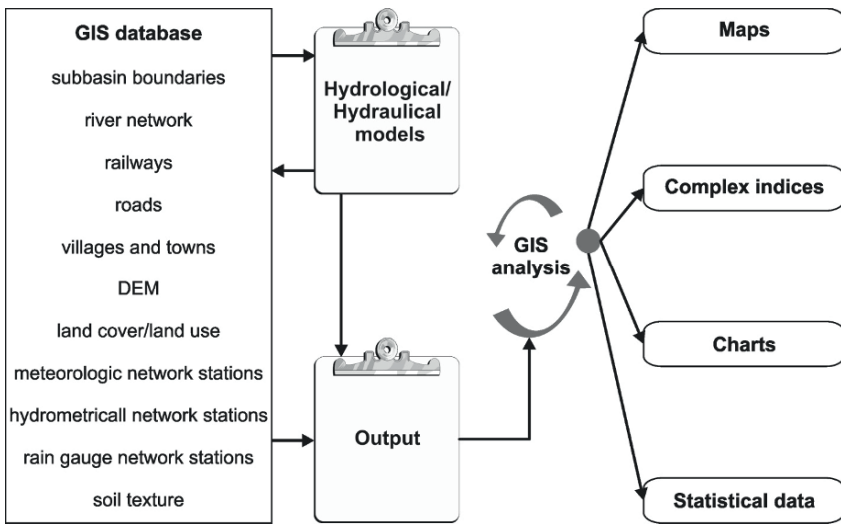 GIS database
subbasin boundaries
river network
railways
roads
villages and towns
DEM
land cover/land use
meteorologic network stations
hydrometricall network stations
rain gauge network stations
soil texture
Hydrological/
Hydraulical
models
Output
GIS
analysis
Maps
Complex indices
Charts
Statistical data